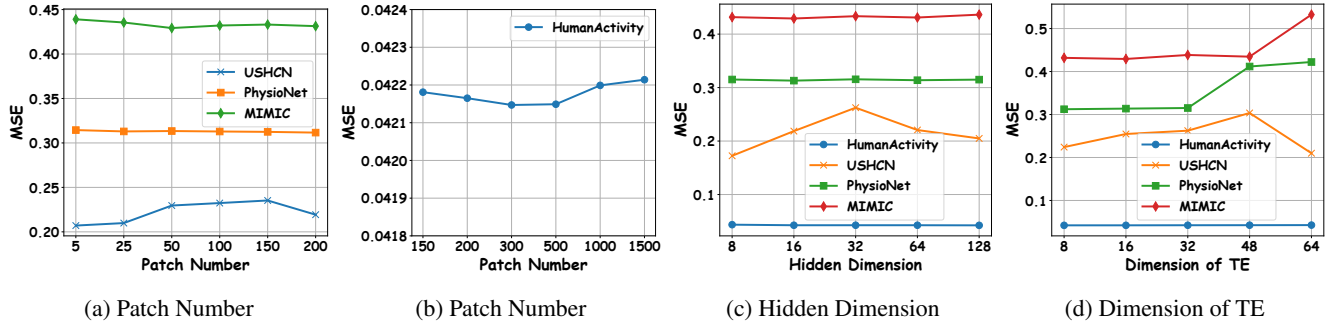 0.45
0.40
0.35
0.30
0.25
0.20
MSE
USHCN
PhysioNet
MIMIC
5 25 50 100 150 200
Patch Number
(a) Patch Number
0.0424
0.0423
0.0422
0.0421
0.0420
0.0419
0.0418
MSE
HumanActivity
150 200 300 500 1000 1500
Patch Number
(b) Patch Number
0.4
0.3
0.2
0.1
MSE
HumanActivity
USHCN
PhysioNet
MIMIC
8 16 32 64 128
Hidden Dimension
(c) Hidden Dimension
0.5
0.4
0.3
0.2
0.1
MSE
HumanActivity
USHCN
PhysioNet
MIMIC
8 16 32 48 64
Dimension of TE
(d) Dimension of TE